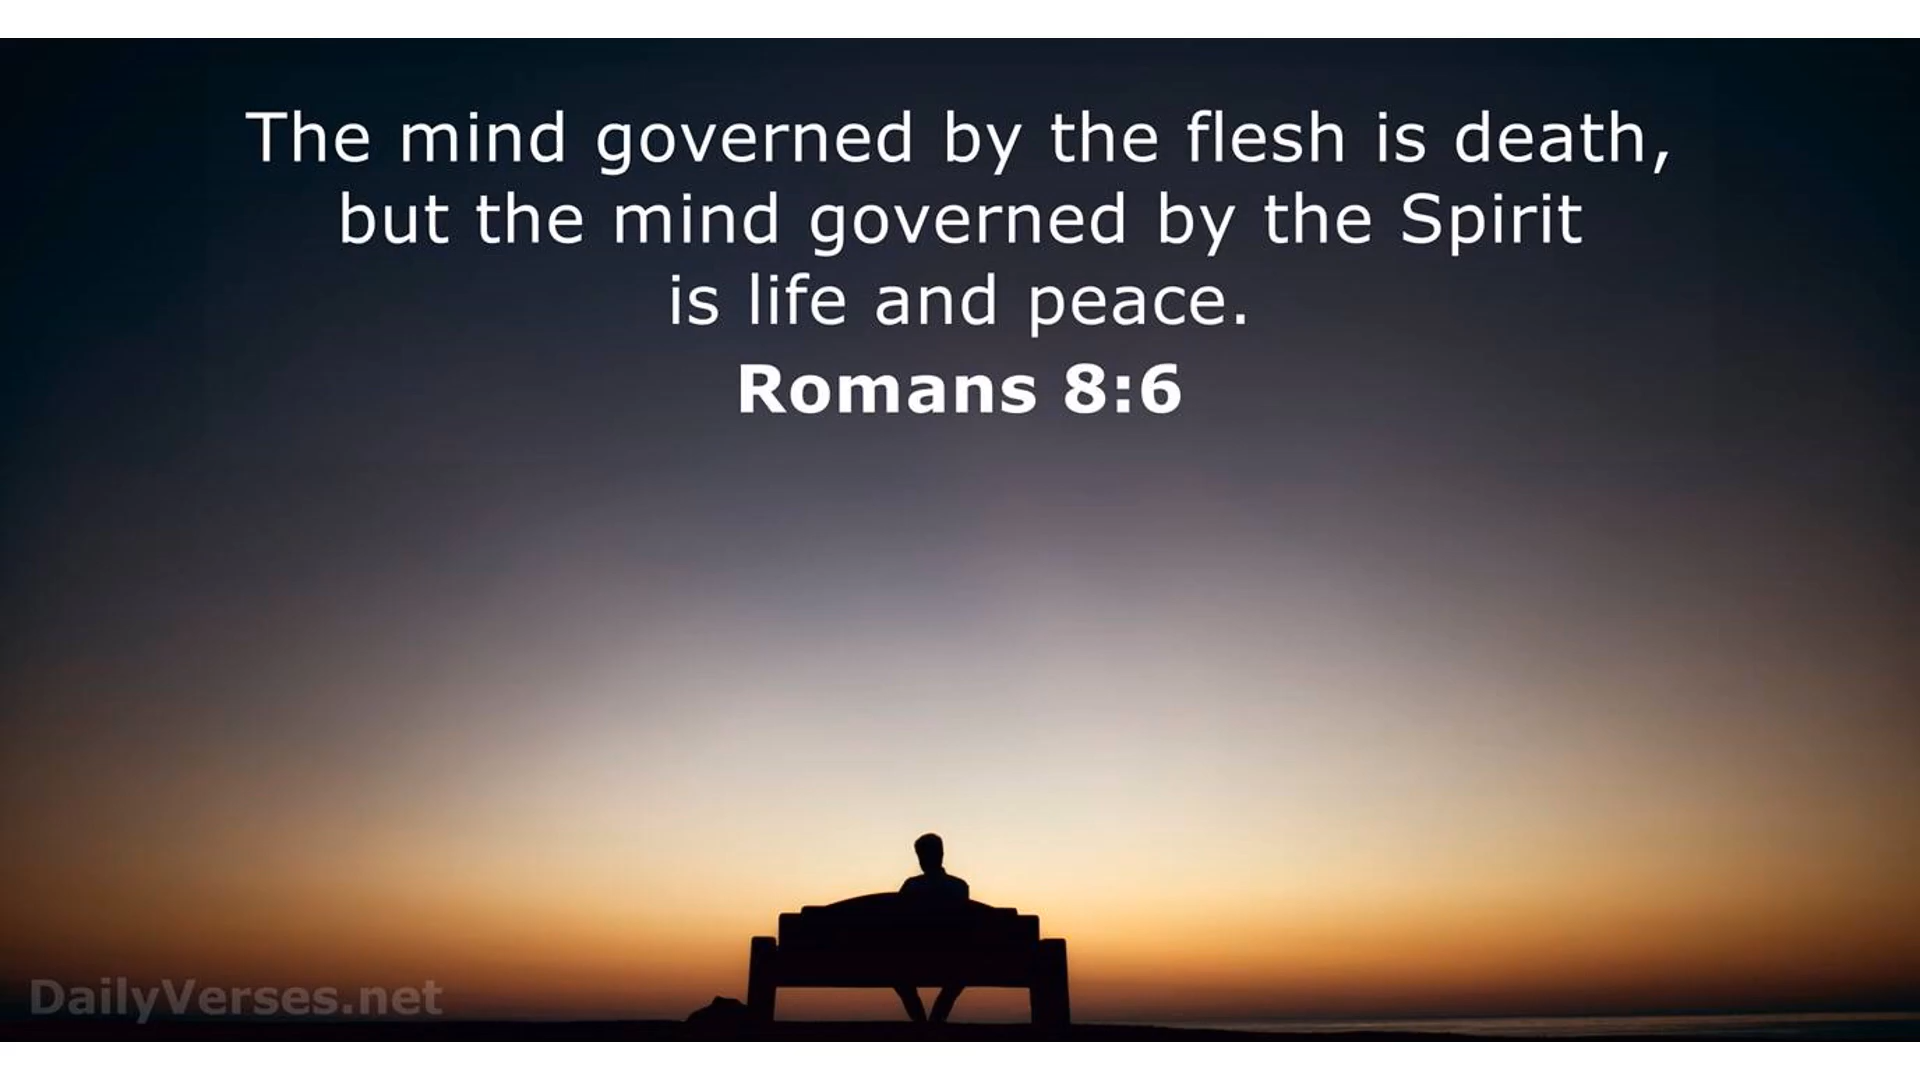 The mind governed by the flesh is death,
but the mind governed by the Spirit
is life and peace.
Romans 8:6
DailyVerses.net